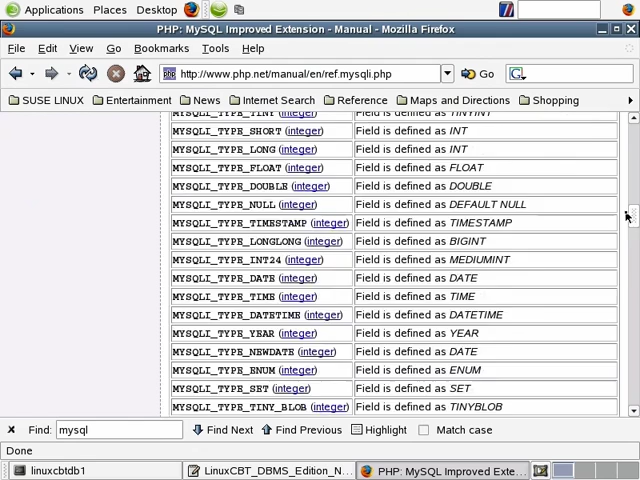 Applications Places Desktop
PHP: MySQL Improved Extension - Manual - Mozilla Firefox
File Edit View Go Bookmarks Tools Help
http://www.php.net/manual/en/ref.mysqli.php Go G
SUSE LINUX Entertainment News Internet Search Reference Maps and Directions Shopping
MYSQLI_TYPE_TINY (integer) Field is defined as TINYINT
MYSQLI_TYPE_SHORT (integer) Field is defined as INT
MYSQLI_TYPE_LONG (integer) Field is defined as INT
MYSQLI_TYPE_FLOAT (integer) Field is defined as FLOAT
MYSQLI_TYPE_DOUBLE (integer) Field is defined as DOUBLE
MYSQLI_TYPE_NULL (integer) Field is defined as DEFAULT NULL
MYSQLI_TYPE_TIMESTAMP (integer) Field is defined as TIMESTAMP
MYSQLI_TYPE_LONGLONG (integer) Field is defined as BIGINT
MYSQLI_TYPE_INT24 (integer) Field is defined as MEDIUMINT
MYSQLI_TYPE_DATE (integer) Field is defined as DATE
MYSQLI_TYPE_TIME (integer) Field is defined as TIME
MYSQLI_TYPE_DATETIME (integer) Field is defined as DATETIME
MYSQLI_TYPE_YEAR (integer) Field is defined as YEAR
MYSQLI_TYPE_NEWDATE (integer) Field is defined as DATE
MYSQLI_TYPE_ENUM (integer) Field is defined as ENUM
MYSQLI_TYPE_SET (integer) Field is defined as SET
MYSQLI_TYPE_TINY_BLOB (integer) Field is defined as TINYBLOB
Find: mysql Find Next Find Previous Highlight Match case
Done
linuxcbtdb1 LinuxCBT_DBMS_Edition_N... PHP: MySQL Improved Exte...